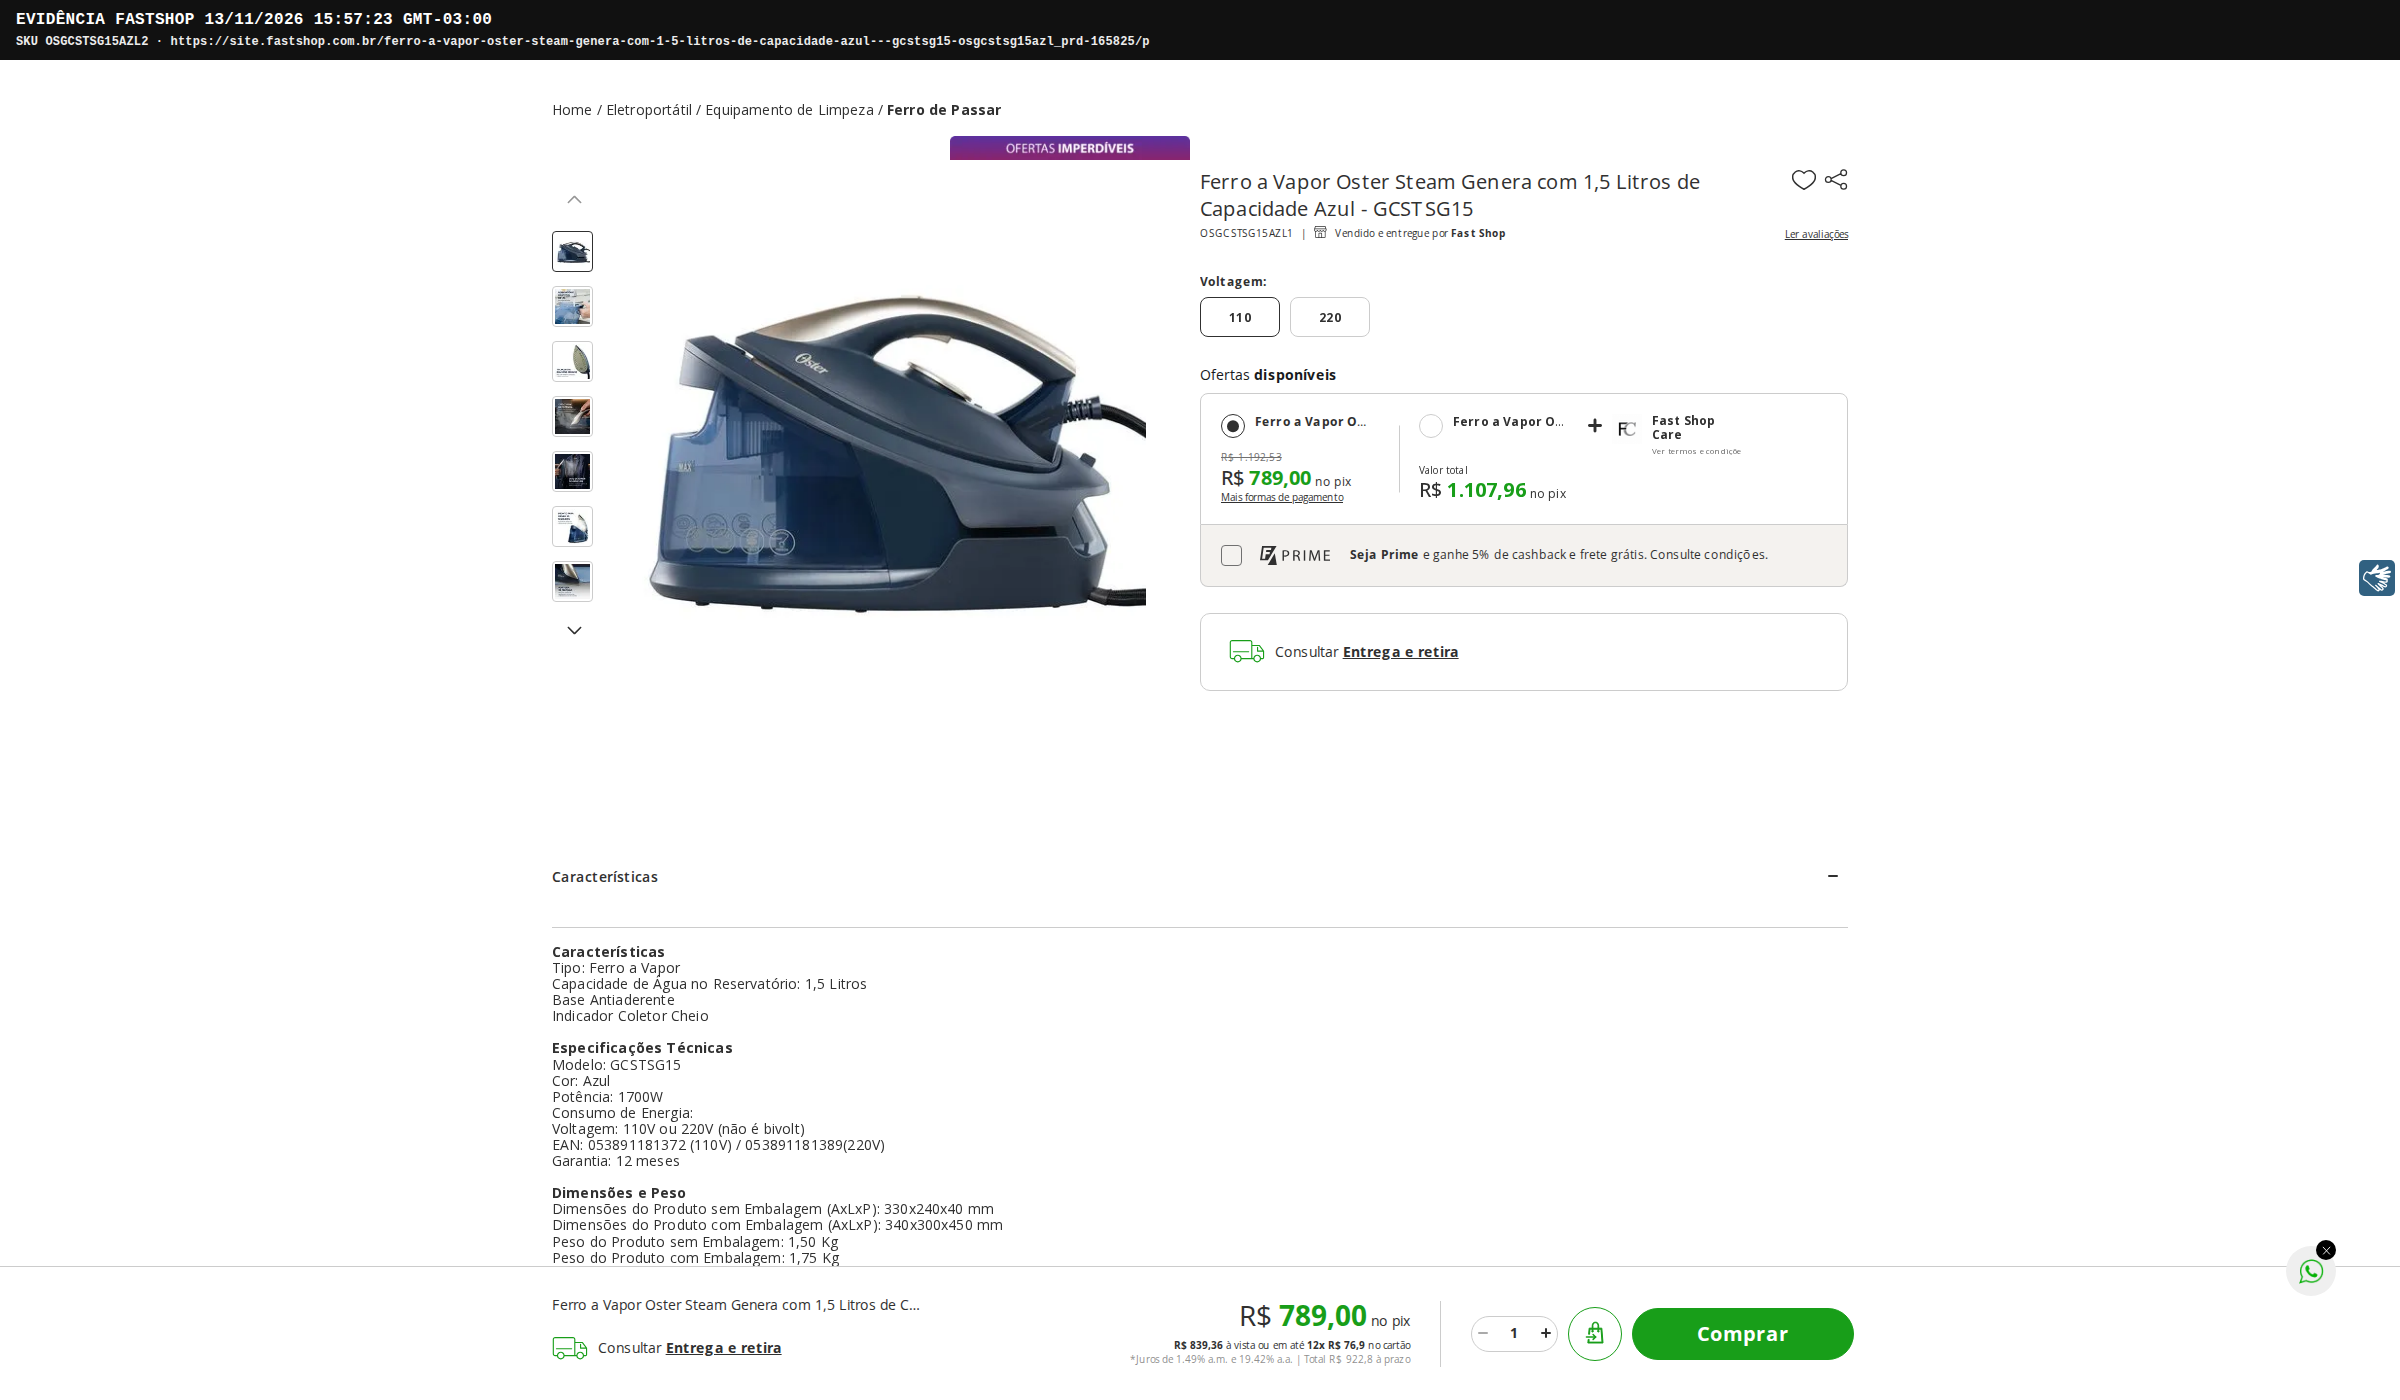 EVIDÊNCIA FASTSHOP 13/11/2026 15:57:23 GMT-03:00
SKU OSGCSTSG15AZL2 · https://site.fastshop.com.br/ferro-a-vapor-oster-steam-genera-com-1-5-litros-de-capacidade-azul---gcstsg15-osgcstsg15azl_prd-165825/p
Home / Eletroportátil / Equipamento de Limpeza / Ferro de Passar
OFERTAS IMPERDÍVEIS
Ferro a Vapor Oster Steam Genera com 1,5 Litros de
Capacidade Azul - GCSTSG15
OSGCSTSG15AZL1 | Vendido e entregue por Fast Shop
Ler avaliações
Oster
MAX
Voltagem:
110
220
Ofertas disponíveis
Ferro a Vapor O...
R$ 1.192,53
R$ 789,00 no pix
Mais formas de pagamento
Ferro a Vapor O...
+
FC
Fast Shop
Care
Ver termos e condiçõe
Valor total
R$ 1.107,96 no pix
PRIME
Seja Prime e ganhe 5% de cashback e frete grátis. Consulte condições.
Consultar Entrega e retira
Características
Características
Tipo: Ferro a Vapor
Capacidade de Água no Reservatório: 1,5 Litros
Base Antiaderente
Indicador Coletor Cheio
Especificações Técnicas
Modelo: GCSTSG15
Cor: Azul
Potência: 1700W
Consumo de Energia:
Voltagem: 110V ou 220V (não é bivolt)
EAN: 053891181372 (110V) / 053891181389(220V)
Garantia: 12 meses
Dimensões e Peso
Dimensões do Produto sem Embalagem (AxLxP): 330x240x40 mm
Dimensões do Produto com Embalagem (AxLxP): 340x300x450 mm
Peso do Produto sem Embalagem: 1,50 Kg
Peso do Produto com Embalagem: 1,75 Kg
Ferro a Vapor Oster Steam Genera com 1,5 Litros de C...
Consultar Entrega e retira
R$ 789,00 no pix
R$ 839,36 à vista ou em até 12x R$ 76,9 no cartão
*Juros de 1.49% a.m. e 19.42% a.a. | Total R$ 922,8 à prazo
− 1 +
Comprar